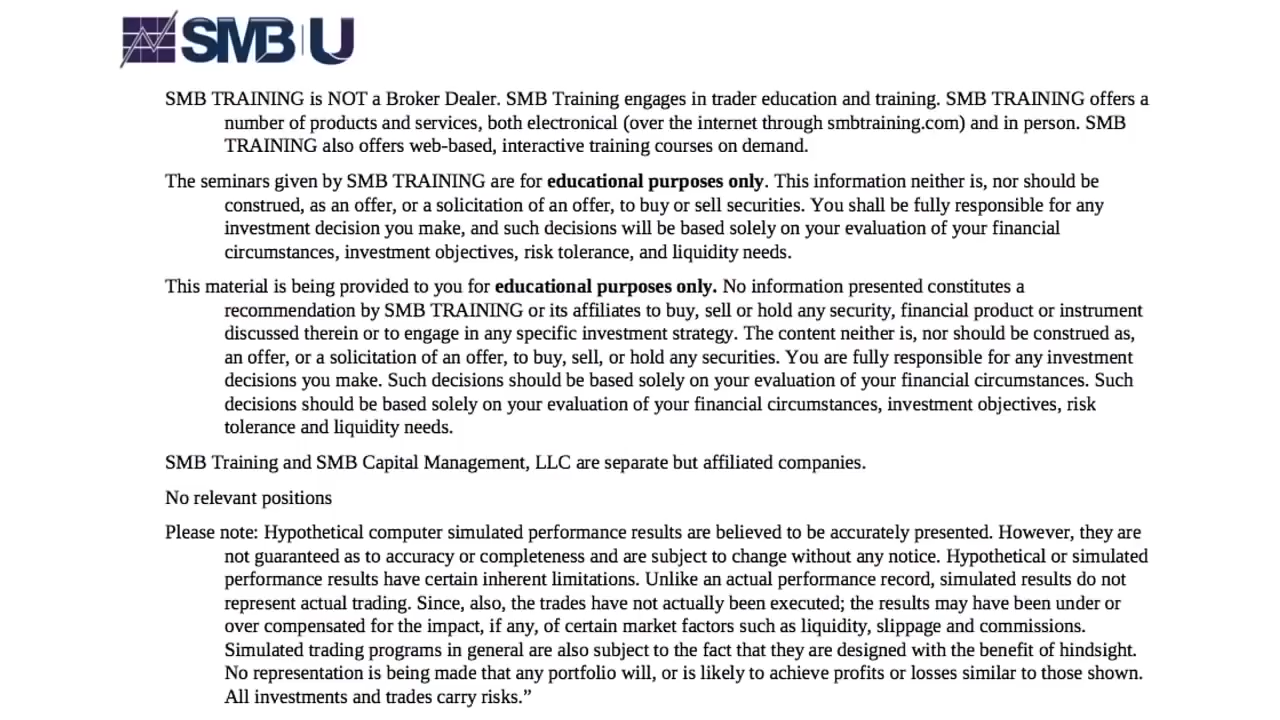 SMB U
SMB TRAINING is NOT a Broker Dealer. SMB Training engages in trader education and training. SMB TRAINING offers a
number of products and services, both electronical (over the internet through smbtraining.com) and in person. SMB
TRAINING also offers web-based, interactive training courses on demand.
The seminars given by SMB TRAINING are for educational purposes only. This information neither is, nor should be
construed, as an offer, or a solicitation of an offer, to buy or sell securities. You shall be fully responsible for any
investment decision you make, and such decisions will be based solely on your evaluation of your financial
circumstances, investment objectives, risk tolerance, and liquidity needs.
This material is being provided to you for educational purposes only. No information presented constitutes a
recommendation by SMB TRAINING or its affiliates to buy, sell or hold any security, financial product or instrument
discussed therein or to engage in any specific investment strategy. The content neither is, nor should be construed as,
an offer, or a solicitation of an offer, to buy, sell, or hold any securities. You are fully responsible for any investment
decisions you make. Such decisions should be based solely on your evaluation of your financial circumstances. Such
decisions should be based solely on your evaluation of your financial circumstances, investment objectives, risk
tolerance and liquidity needs.
SMB Training and SMB Capital Management, LLC are separate but affiliated companies.
No relevant positions
Please note: Hypothetical computer simulated performance results are believed to be accurately presented. However, they are
not guaranteed as to accuracy or completeness and are subject to change without any notice. Hypothetical or simulated
performance results have certain inherent limitations. Unlike an actual performance record, simulated results do not
represent actual trading. Since, also, the trades have not actually been executed; the results may have been under or
over compensated for the impact, if any, of certain market factors such as liquidity, slippage and commissions.
Simulated trading programs in general are also subject to the fact that they are designed with the benefit of hindsight.
No representation is being made that any portfolio will, or is likely to achieve profits or losses similar to those shown.
All investments and trades carry risks.”